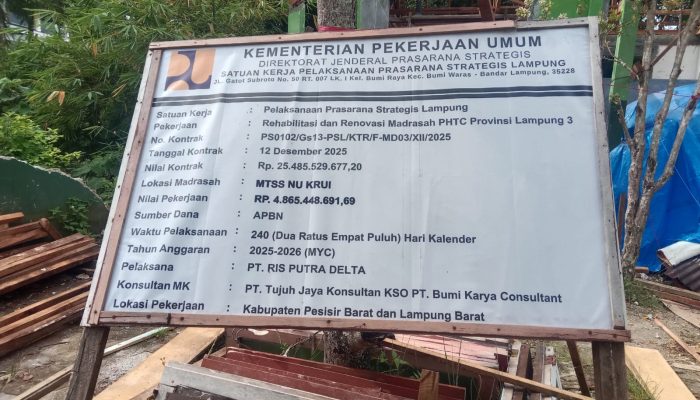 PU
KEMENTERIAN PEKERJAAN UMUM
DIREKTORAT JENDERAL PRASARANA STRATEGIS
SATUAN KERJA PELAKSANAAN PRASARANA STRATEGIS LAMPUNG
JL. Gatot Subroto No. 50 RT. 007 Lk. I Kel. Bumi Raya Kec. Bumi Waras - Bandar Lampung, 35228
Satuan Kerja : Pelaksanaan Prasarana Strategis Lampung
Pekerjaan : Rehabilitasi dan Renovasi Madrasah PHTC Provinsi Lampung 3
No. Kontrak : PS0102/Gs13-PSL/KTR/F-MD03/XII/2025
Tanggal Kontrak : 12 Desember 2025
Nilai Kontrak : Rp. 25.485.529.677,20
Lokasi Madrasah : MTSS NU KRUI
Nilai Pekerjaan : RP. 4.865.448.691,69
Sumber Dana : APBN
Waktu Pelaksanaan : 240 (Dua Ratus Empat Puluh) Hari Kalender
Tahun Anggaran : 2025-2026 (MYC)
Pelaksana : PT. RIS PUTRA DELTA
Konsultan MK : PT. Tujuh Jaya Konsultan KSO PT. Bumi Karya Consultant
Lokasi Pekerjaan : Kabupaten Pesisir Barat dan Lampung Barat